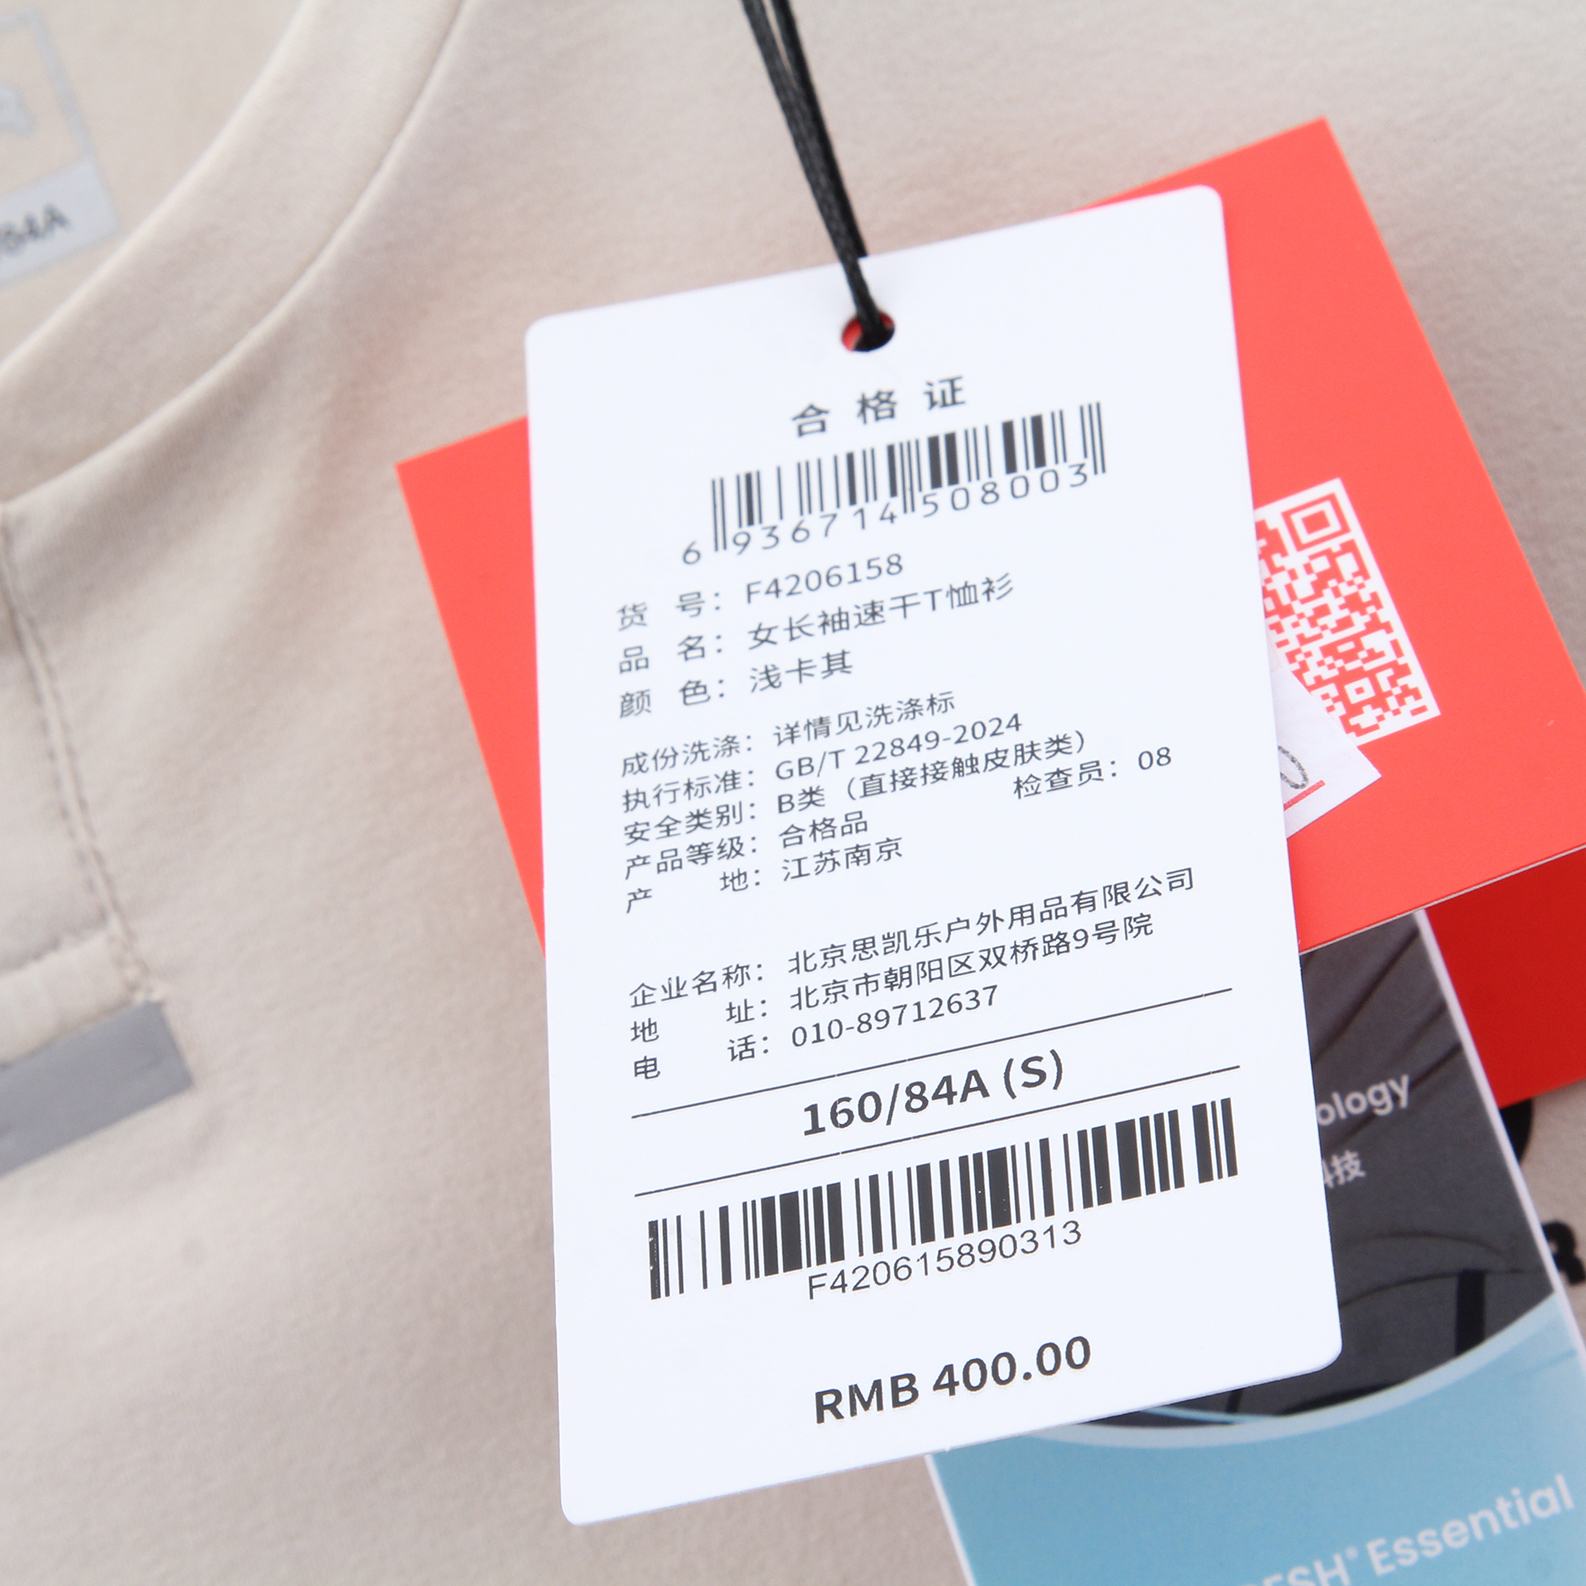 84A
合格证
6 936714 508003
货 号：F4206158
品 名：女长袖速干T恤衫
颜 色：浅卡其
成份洗涤：详情见洗涤标
执行标准：GB/T 22849-2024
安全类别：B类（直接接触皮肤类）
产品等级：合格品 检查员：08
产 地：江苏南京
企业名称：北京思凯乐户外用品有限公司
地 址：北京市朝阳区双桥路9号院
电 话：010-89712637
160/84A (S)
F420615890313
RMB 400.00
ology
科技
ESH® Essential